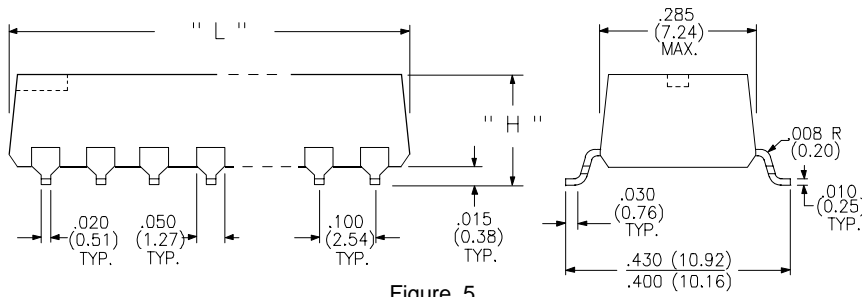 " L "
.285
(7.24)
MAX.
" H "
.008 R
(0.20)
.020
(0.51)
TYP.
.050
(1.27)
TYP.
.100
(2.54)
TYP.
.015
(0.38)
TYP.
.030
(0.76)
TYP.
.010
(0.25)
TYP.
.430 (10.92)
.400 (10.16)
Figure 5